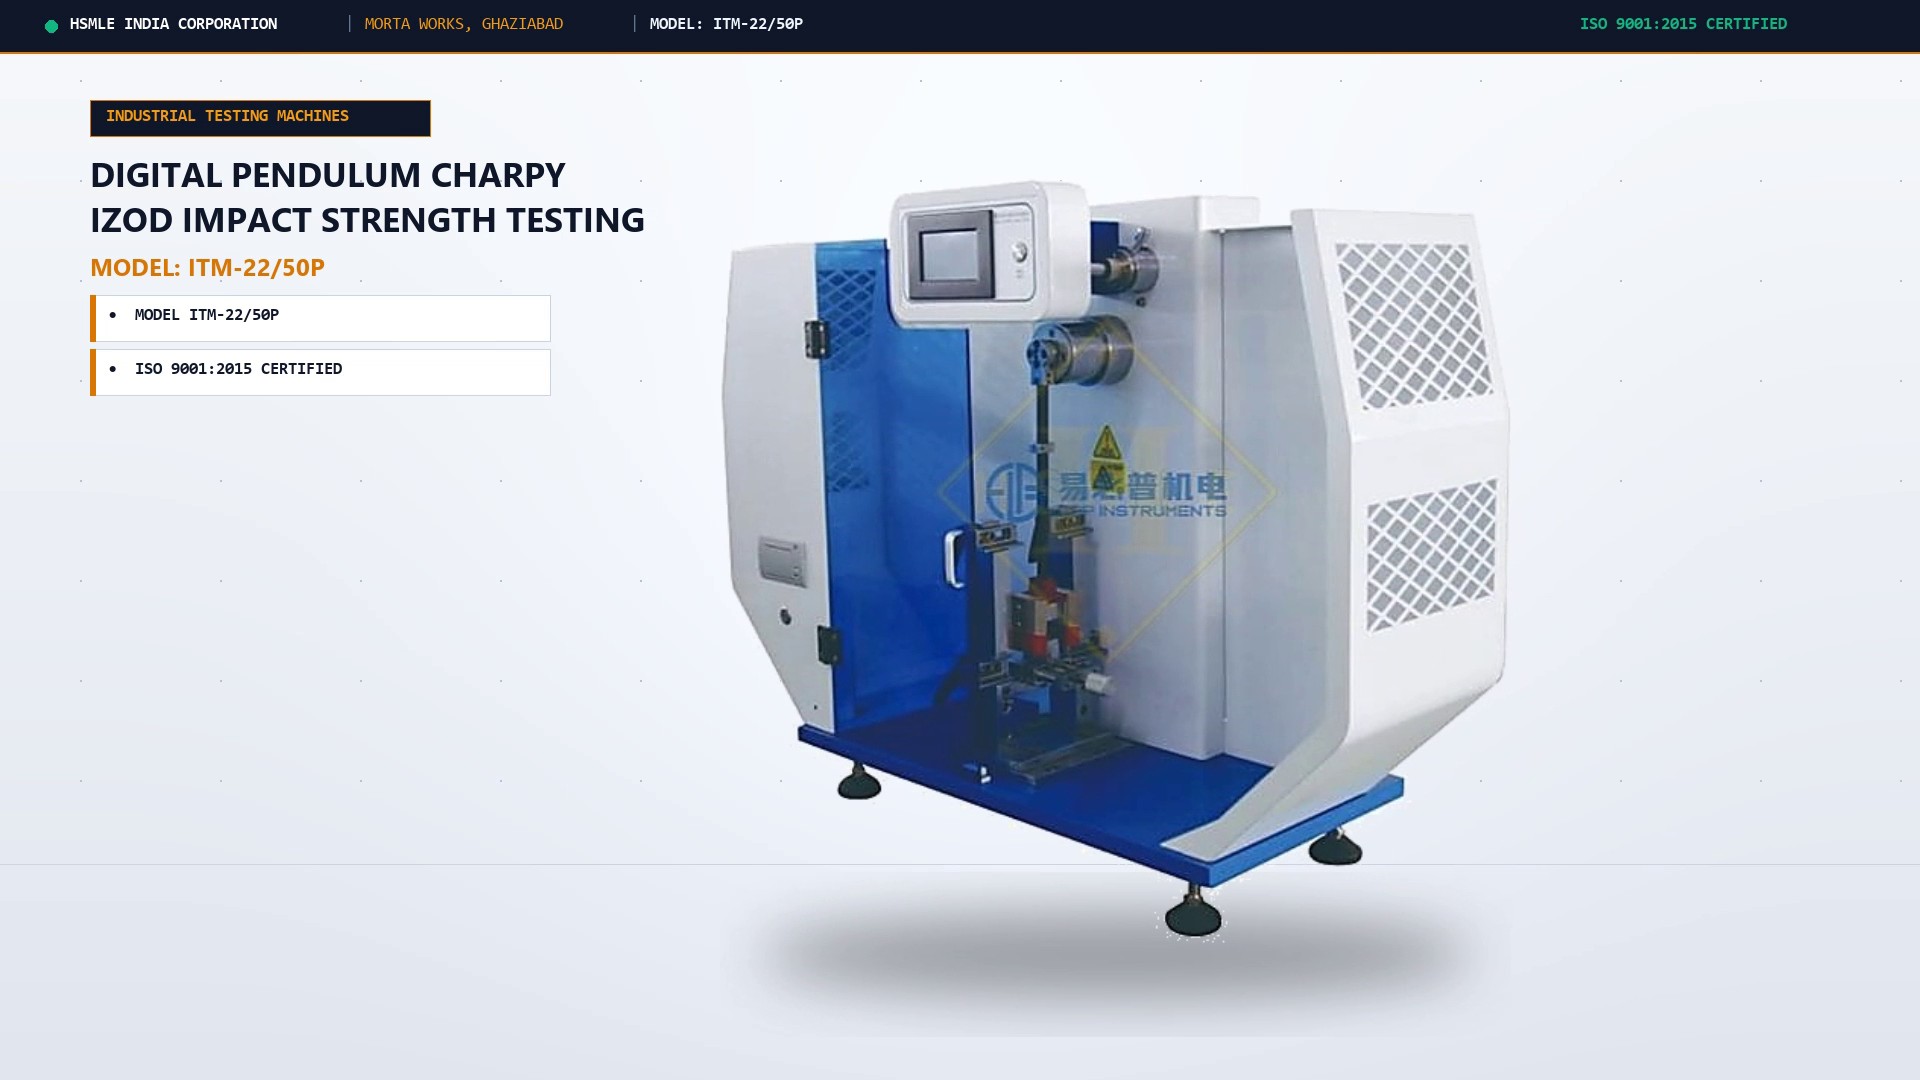 HSMLE INDIA CORPORATION
MORTA WORKS, GHAZIABAD
MODEL: ITM-22/50P
ISO 9001:2015 CERTIFIED
INDUSTRIAL TESTING MACHINES
DIGITAL PENDULUM CHARPY
IZOD IMPACT STRENGTH TESTING
MODEL: ITM-22/50P
• MODEL ITM-22/50P
• ISO 9001:2015 CERTIFIED
普机电
INSTRUMENTS